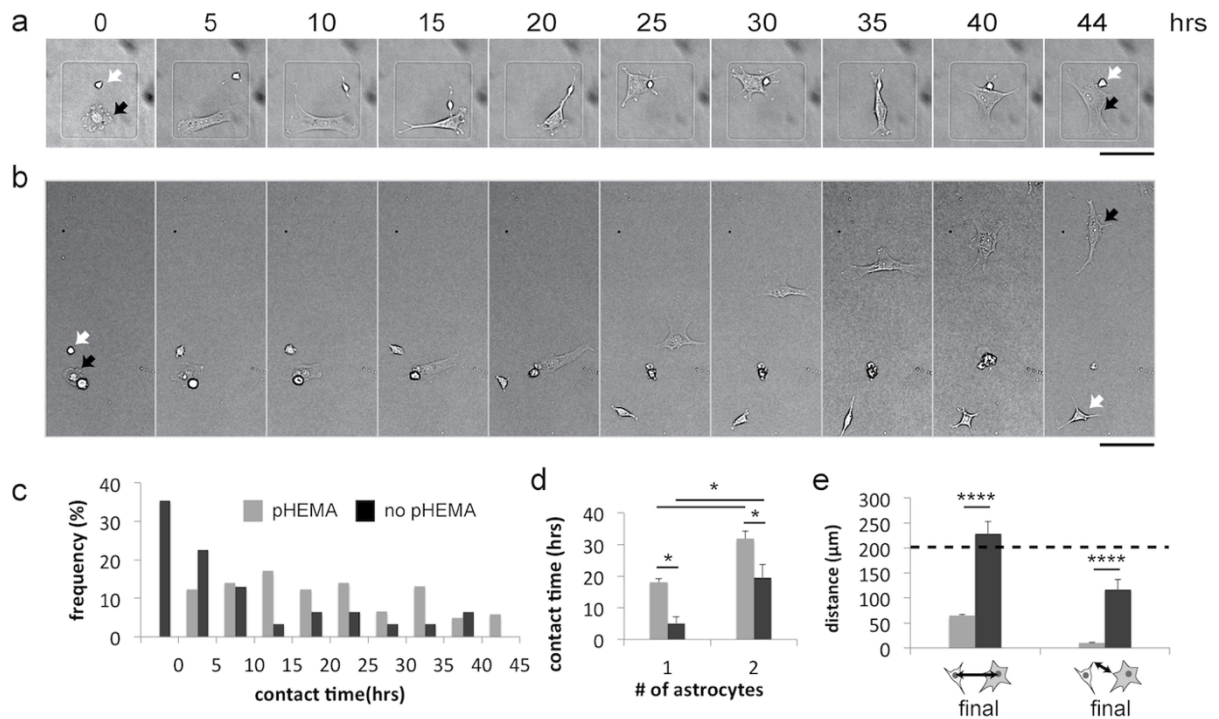 a 0 5 10 15 20 25 30 35 40 44 hrs
b
c
frequency (%)
40
30
20
10
0
pHEMA no pHEMA
0 5 10 15 20 25 30 35 40 45
contact time(hrs)
d
contact time (hrs)
40
30
20
10
0
*
*
*
1 2
# of astrocytes
e
distance (µm)
300
250
200
150
100
50
0
****
****
final final